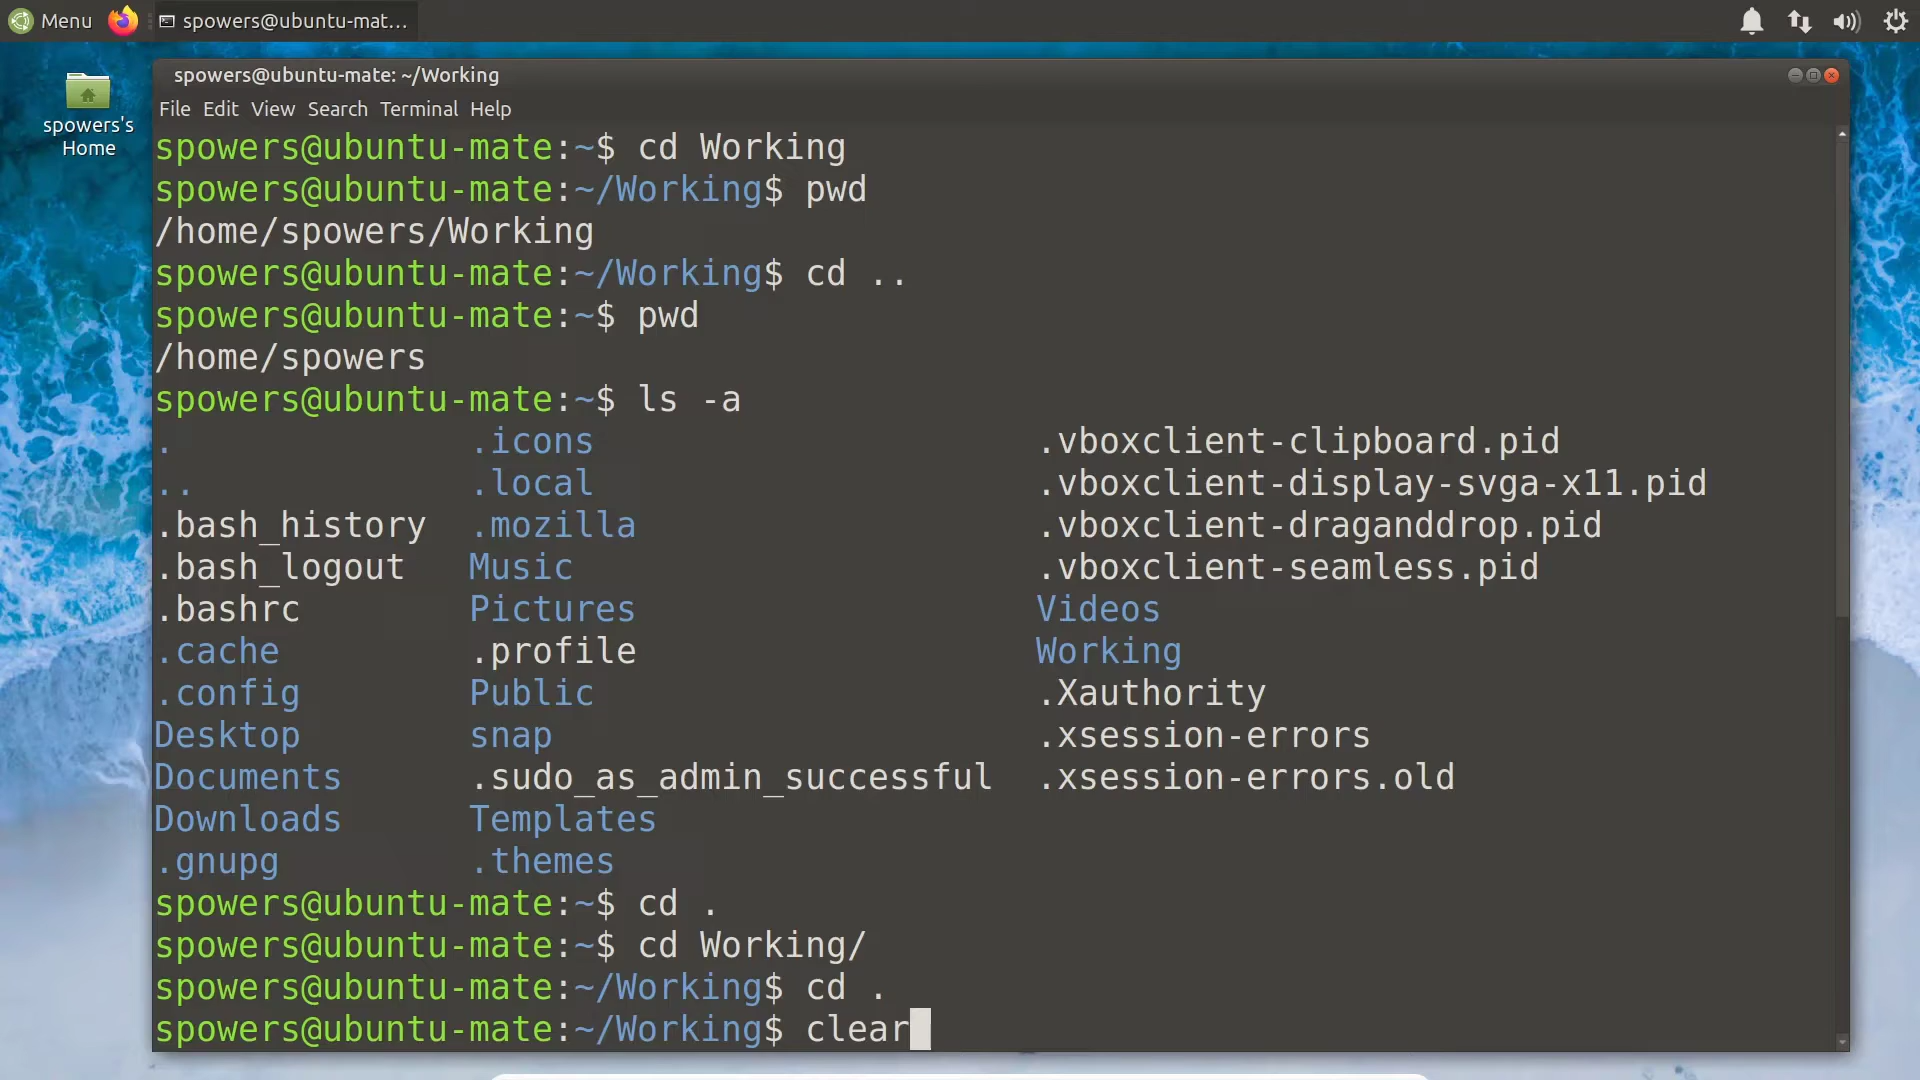 Menu spowers@ubuntu-mat...
spowers's
Home
spowers@ubuntu-mate: ~/Working
File Edit View Search Terminal Help
spowers@ubuntu-mate:~$ cd Working
spowers@ubuntu-mate:~/Working$ pwd
/home/spowers/Working
spowers@ubuntu-mate:~/Working$ cd ..
spowers@ubuntu-mate:~$ pwd
/home/spowers
spowers@ubuntu-mate:~$ ls -a
. .icons .vboxclient-clipboard.pid
.. .local .vboxclient-display-svga-x11.pid
.bash_history .mozilla .vboxclient-draganddrop.pid
.bash_logout Music .vboxclient-seamless.pid
.bashrc Pictures Videos
.cache .profile Working
.config Public .Xauthority
Desktop snap .xsession-errors
Documents .sudo_as_admin_successful .xsession-errors.old
Downloads Templates
.gnupg .themes
spowers@ubuntu-mate:~$ cd .
spowers@ubuntu-mate:~$ cd Working/
spowers@ubuntu-mate:~/Working$ cd .
spowers@ubuntu-mate:~/Working$ clear